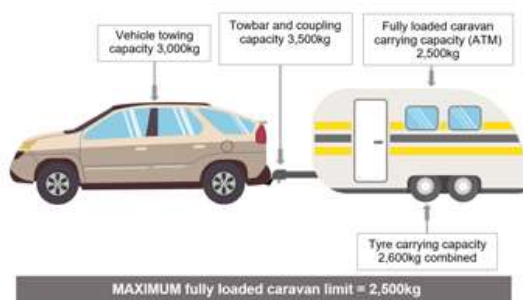 Vehicle towing
capacity 3,000kg
Towbar and coupling
capacity 3,500kg
Fully loaded caravan
carrying capacity (ATM)
2,500kg
Tyre carrying capacity
2,600kg combined
MAXIMUM fully loaded caravan limit = 2,500kg